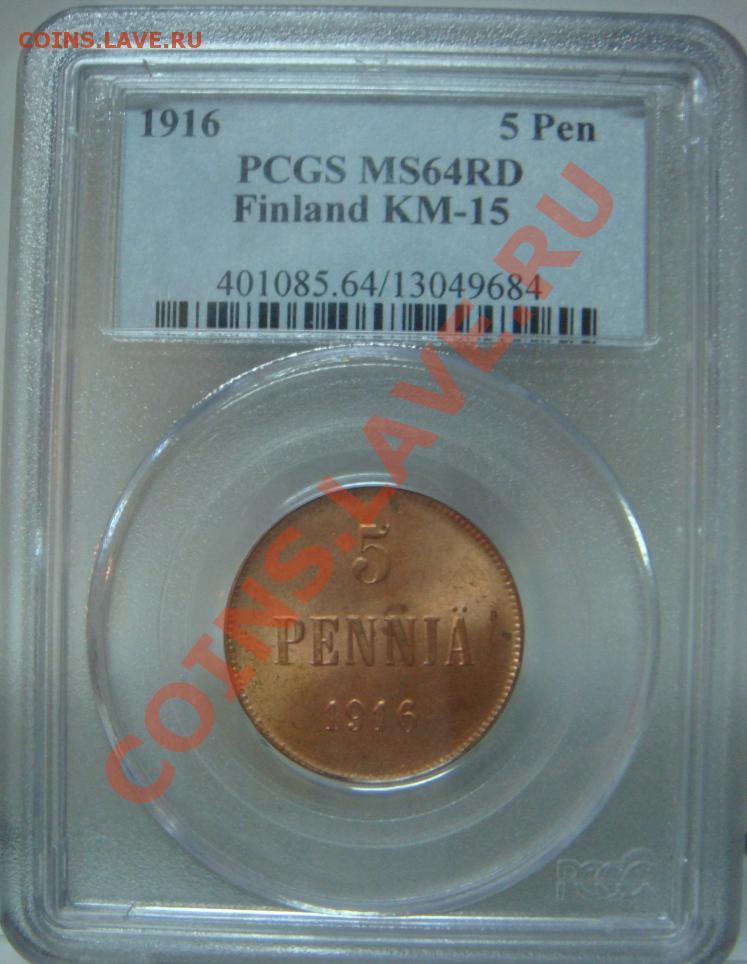 COINS.LAVE.RU
1916 5 Pen
PCGS MS64RD
Finland KM-15
401085.64/13049684
COINS.LAVE.RU
5
PENNIÄ
1916
PCGS